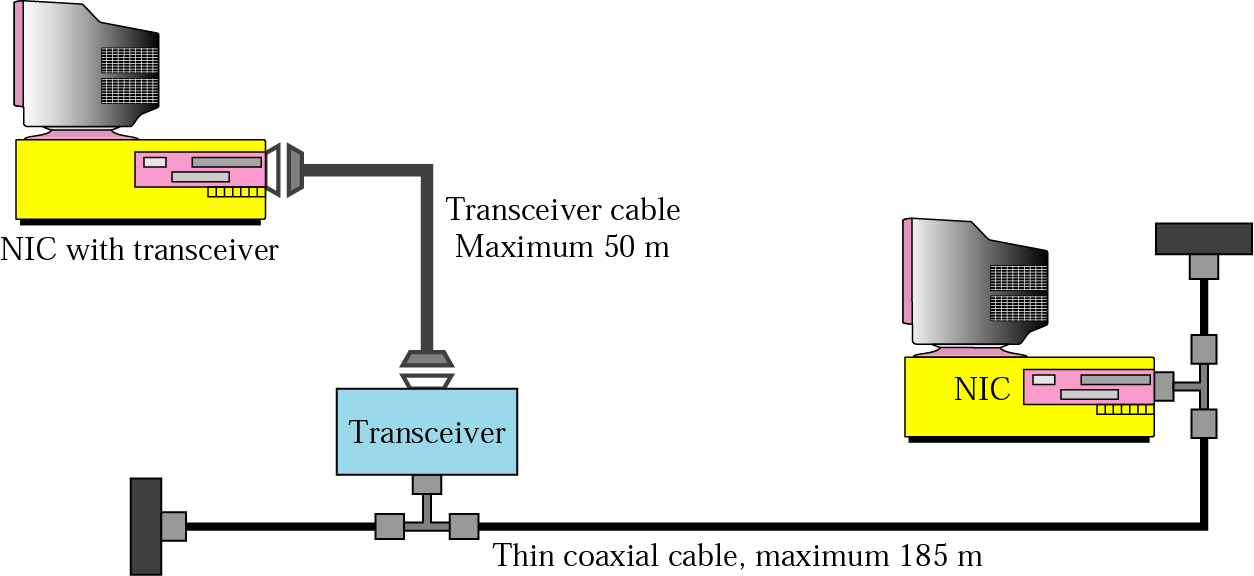 Transceiver cable
Maximum 50 m
NIC with transceiver
NIC
Transceiver
Thin coaxial cable, maximum 185 m